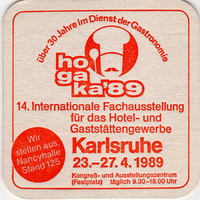 über 30 Jahre im Dienst der Gastronomie
ho
ga
ka'89
14. Internationale Fachausstellung
für das Hotel- und
Gaststättengewerbe
Karlsruhe
23.–27. 4. 1989
Kongreß- und Ausstellungszentrum
(Festplatz) täglich 9.30–18.00 Uhr
Wir
stellen aus,
Nancyhalle
Stand 125